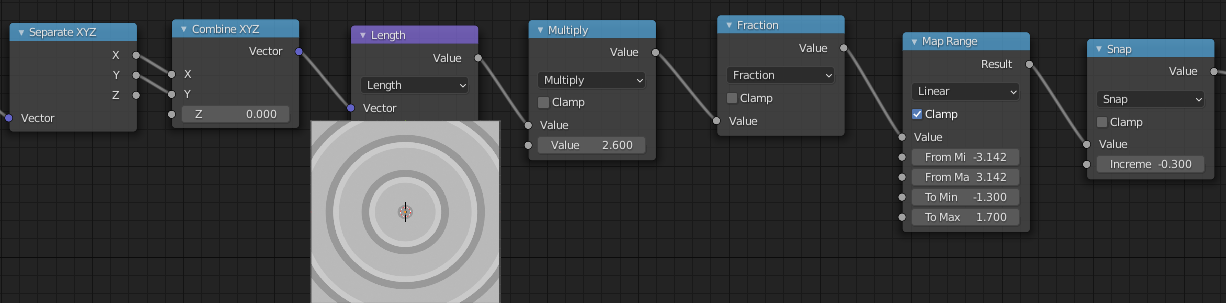 Separate XYZ
X
Y
Z
Vector
Combine XYZ
Vector
X
Y
Z 0.000
Length
Value
Length
Vector
Multiply
Value
Multiply
Clamp
Value
Value 2.600
Fraction
Value
Fraction
Clamp
Value
Map Range
Result
Linear
Clamp
Value
From Mi -3.142
From Ma 3.142
To Min -1.300
To Max 1.700
Snap
Value
Snap
Clamp
Value
Increme -0.300